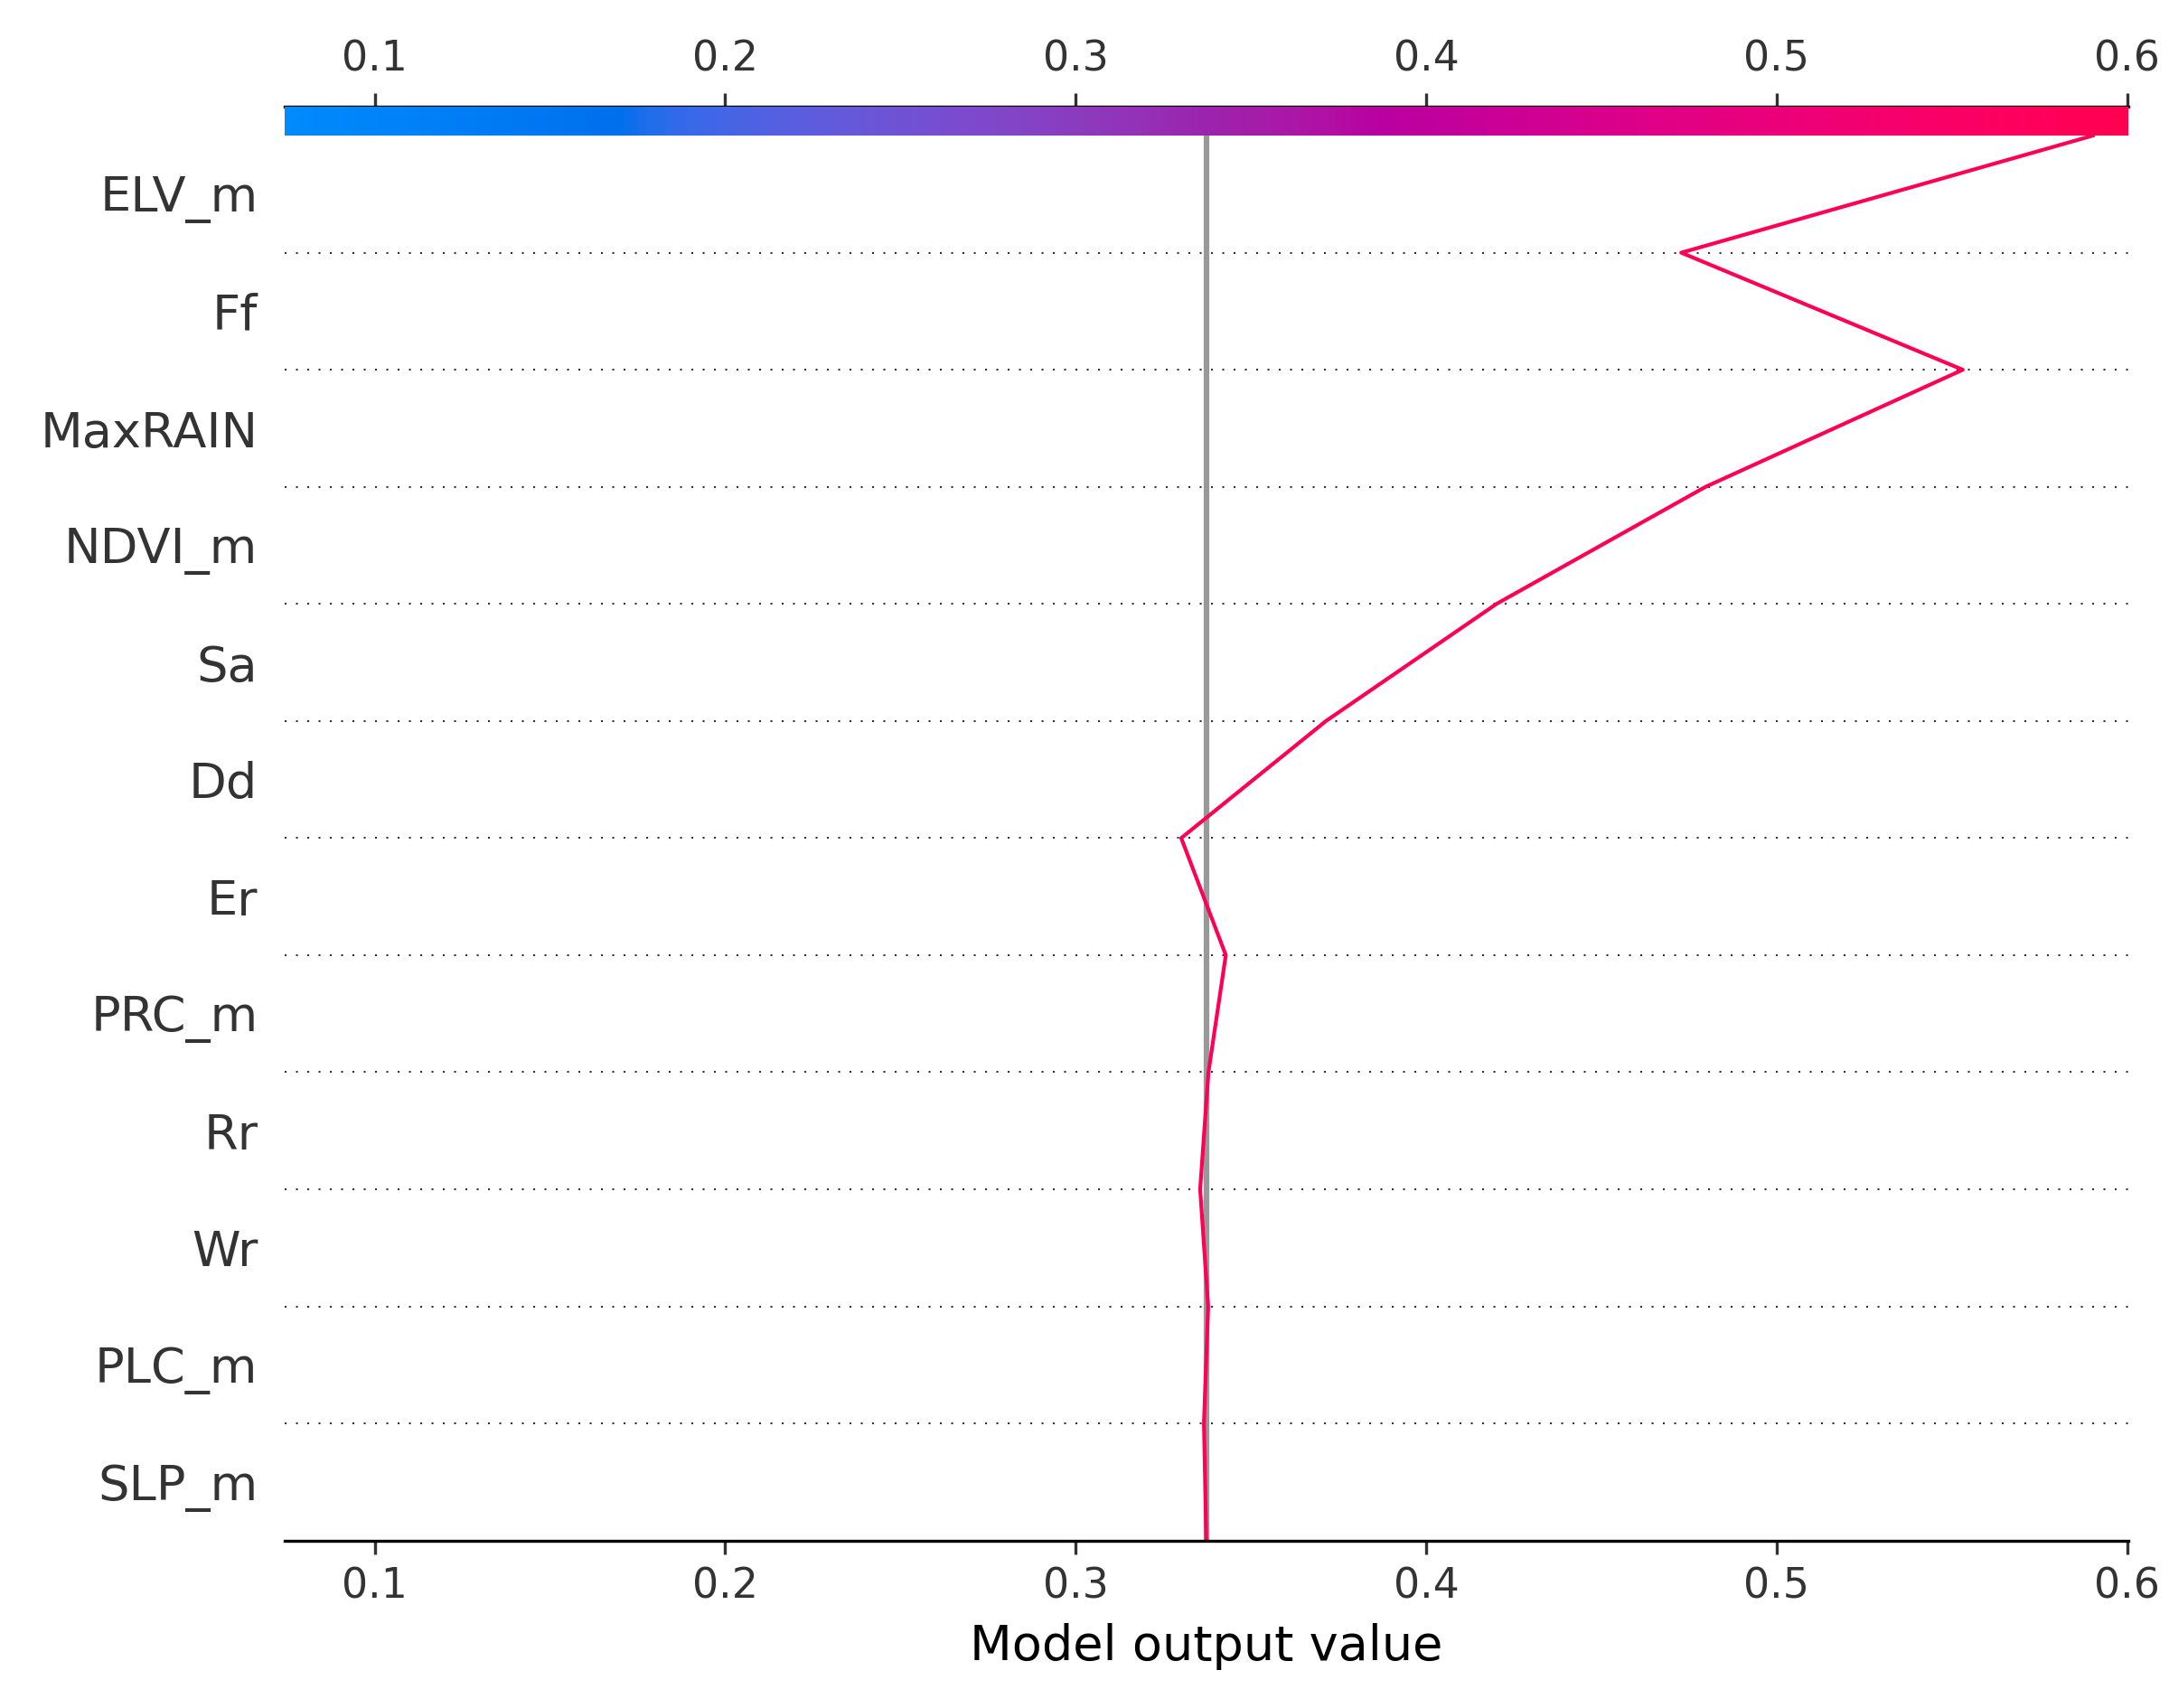 0.1 0.2 0.3 0.4 0.5 0.6
ELV_m
Ff
MaxRAIN
NDVI_m
Sa
Dd
Er
PRC_m
Rr
Wr
PLC_m
SLP_m
0.1 0.2 0.3 0.4 0.5 0.6
Model output value